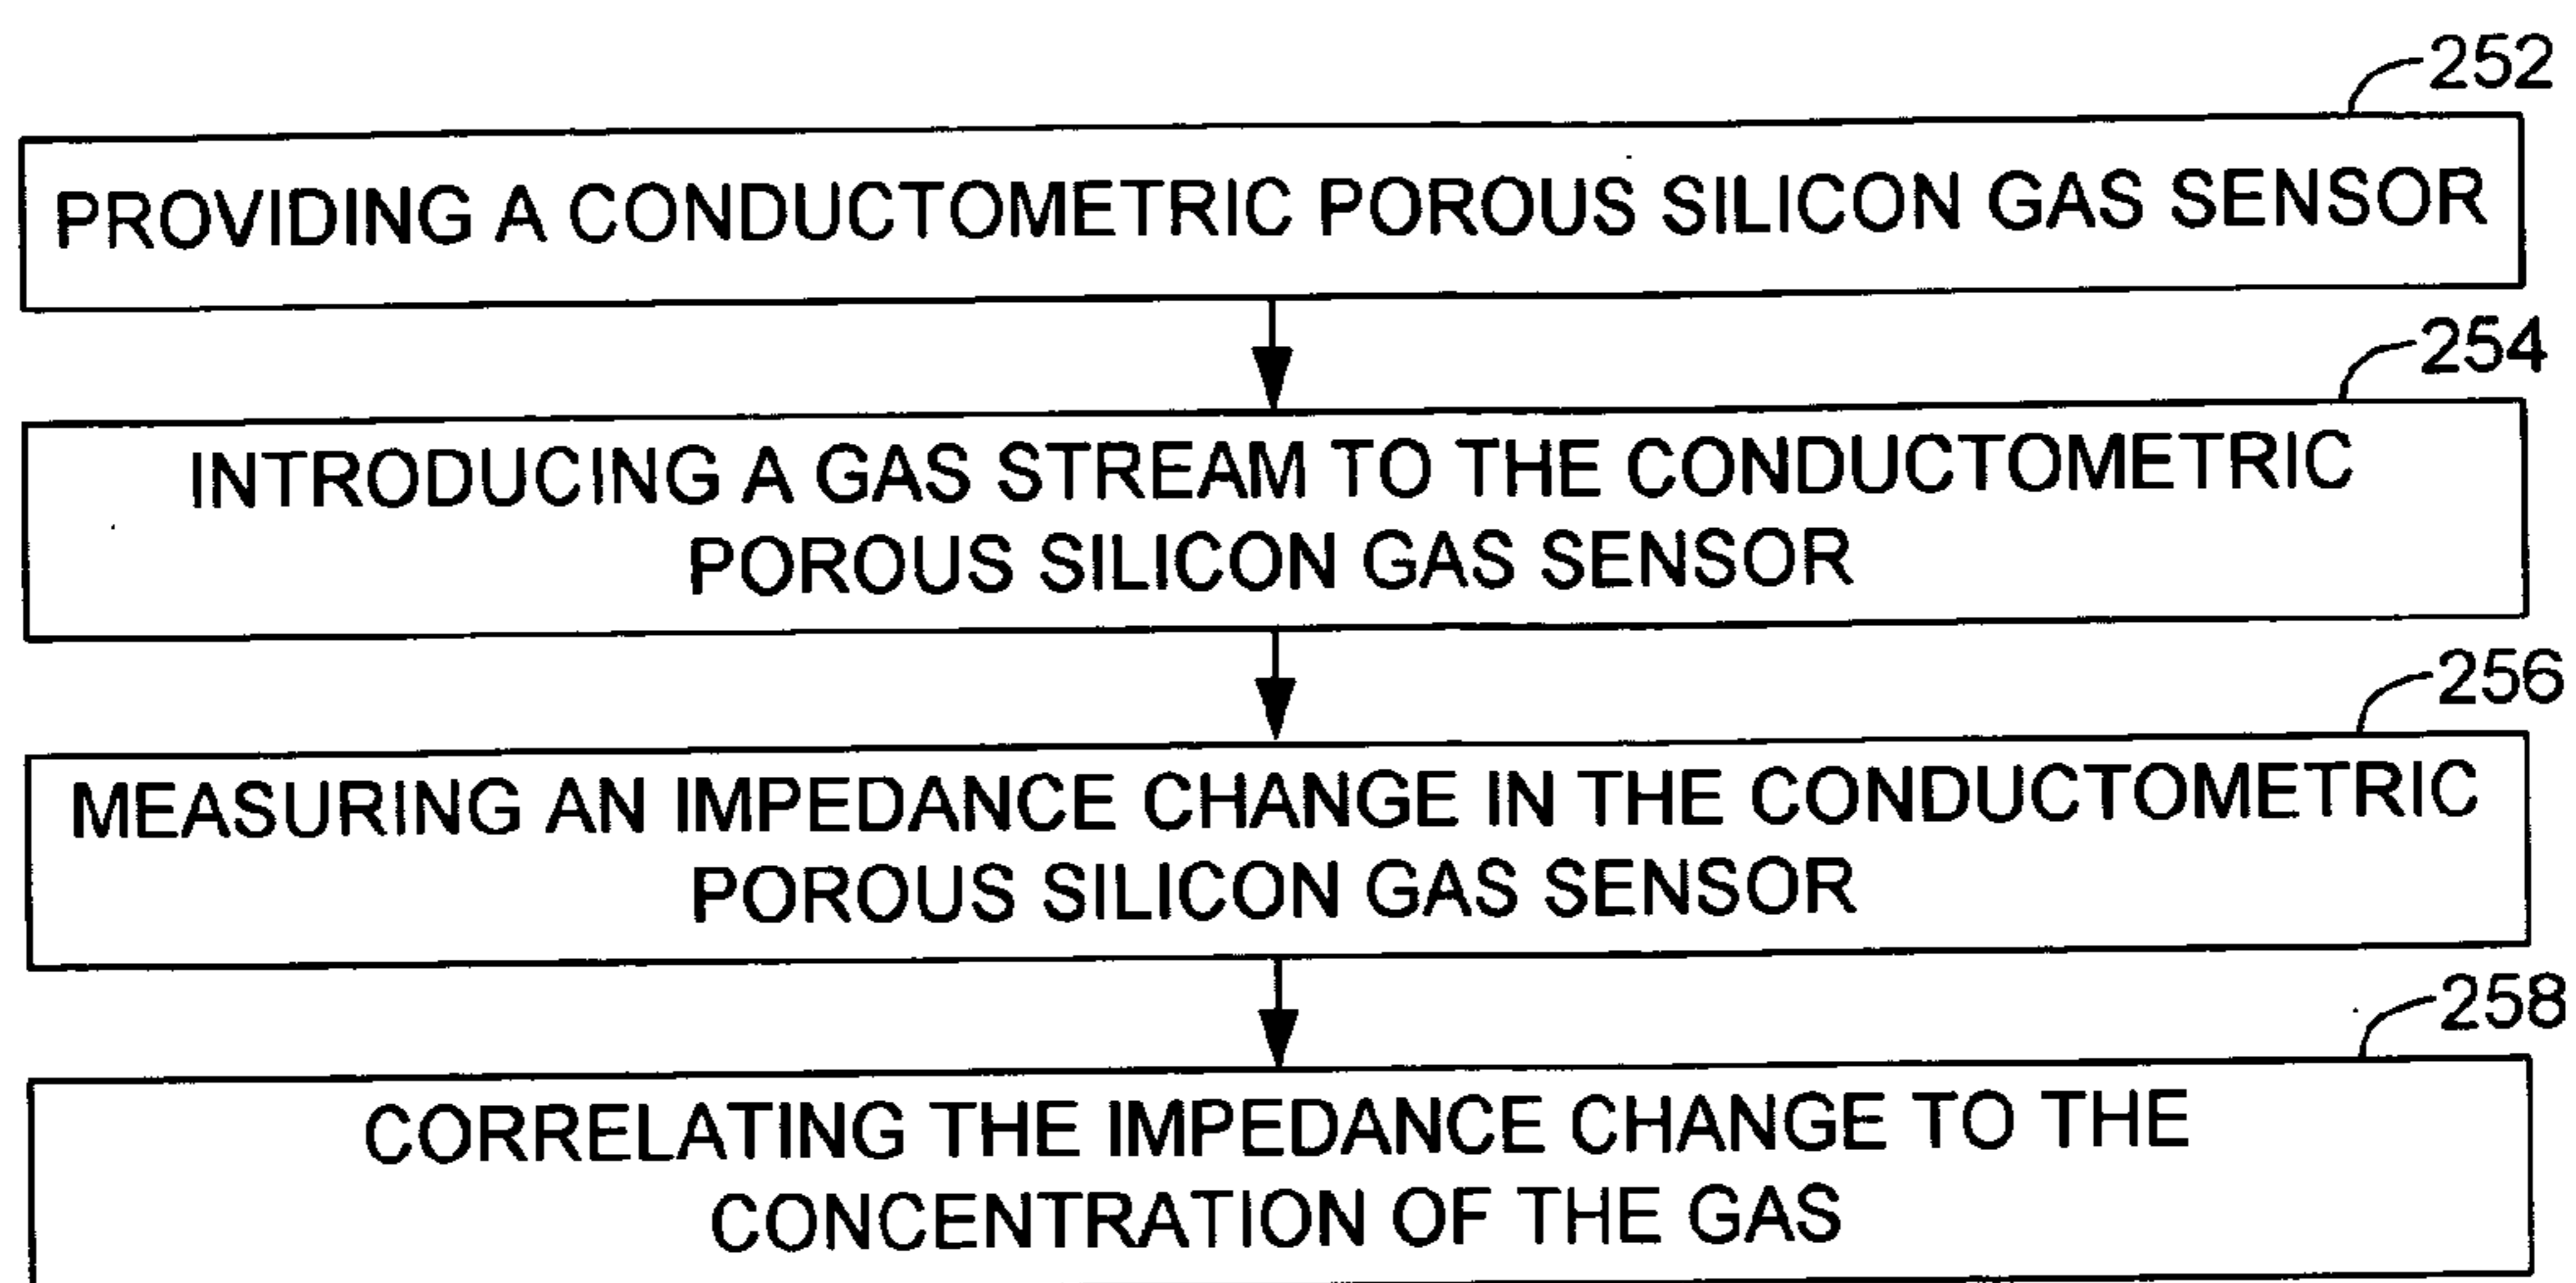 252
PROVIDING A CONDUCTOMETRIC POROUS SILICON GAS SENSOR
254
INTRODUCING A GAS STREAM TO THE CONDUCTOMETRIC
POROUS SILICON GAS SENSOR
256
MEASURING AN IMPEDANCE CHANGE IN THE CONDUCTOMETRIC
POROUS SILICON GAS SENSOR
258
CORRELATING THE IMPEDANCE CHANGE TO THE
CONCENTRATION OF THE GAS